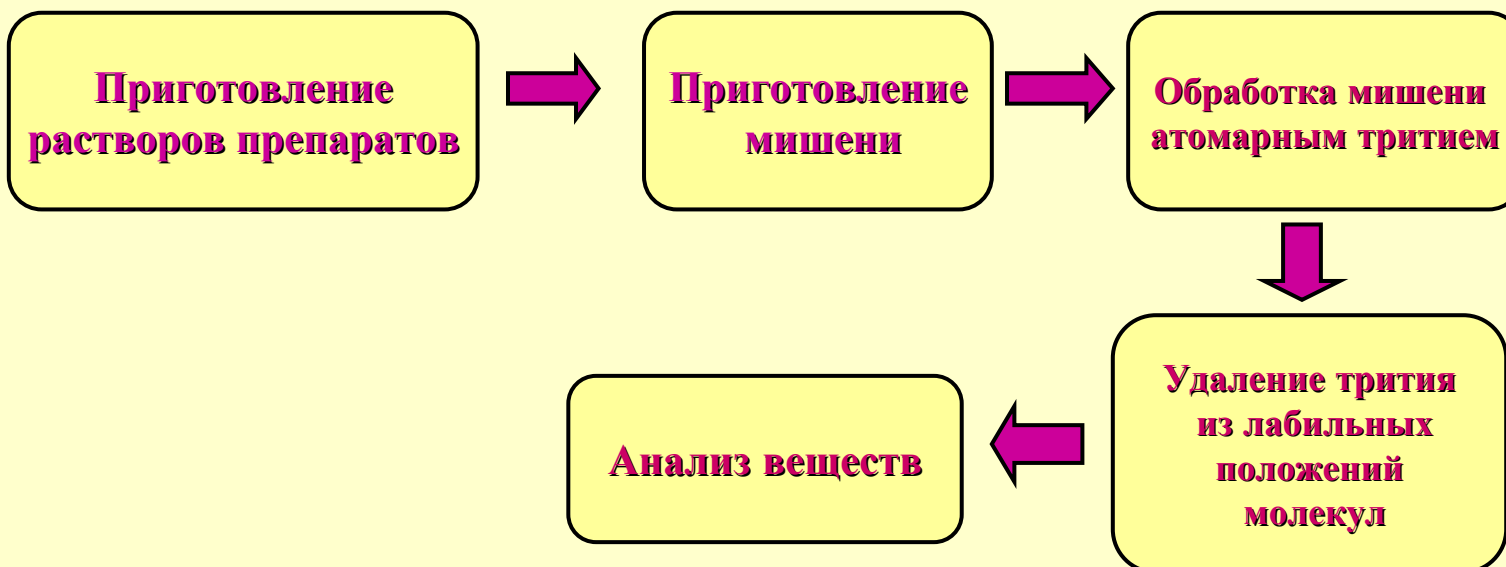 Приготовление
растворов препаратов
Приготовление
мишени
Обработка мишени
атомарным тритием
Удаление трития
из лабильных
положений
молекул
Анализ веществ